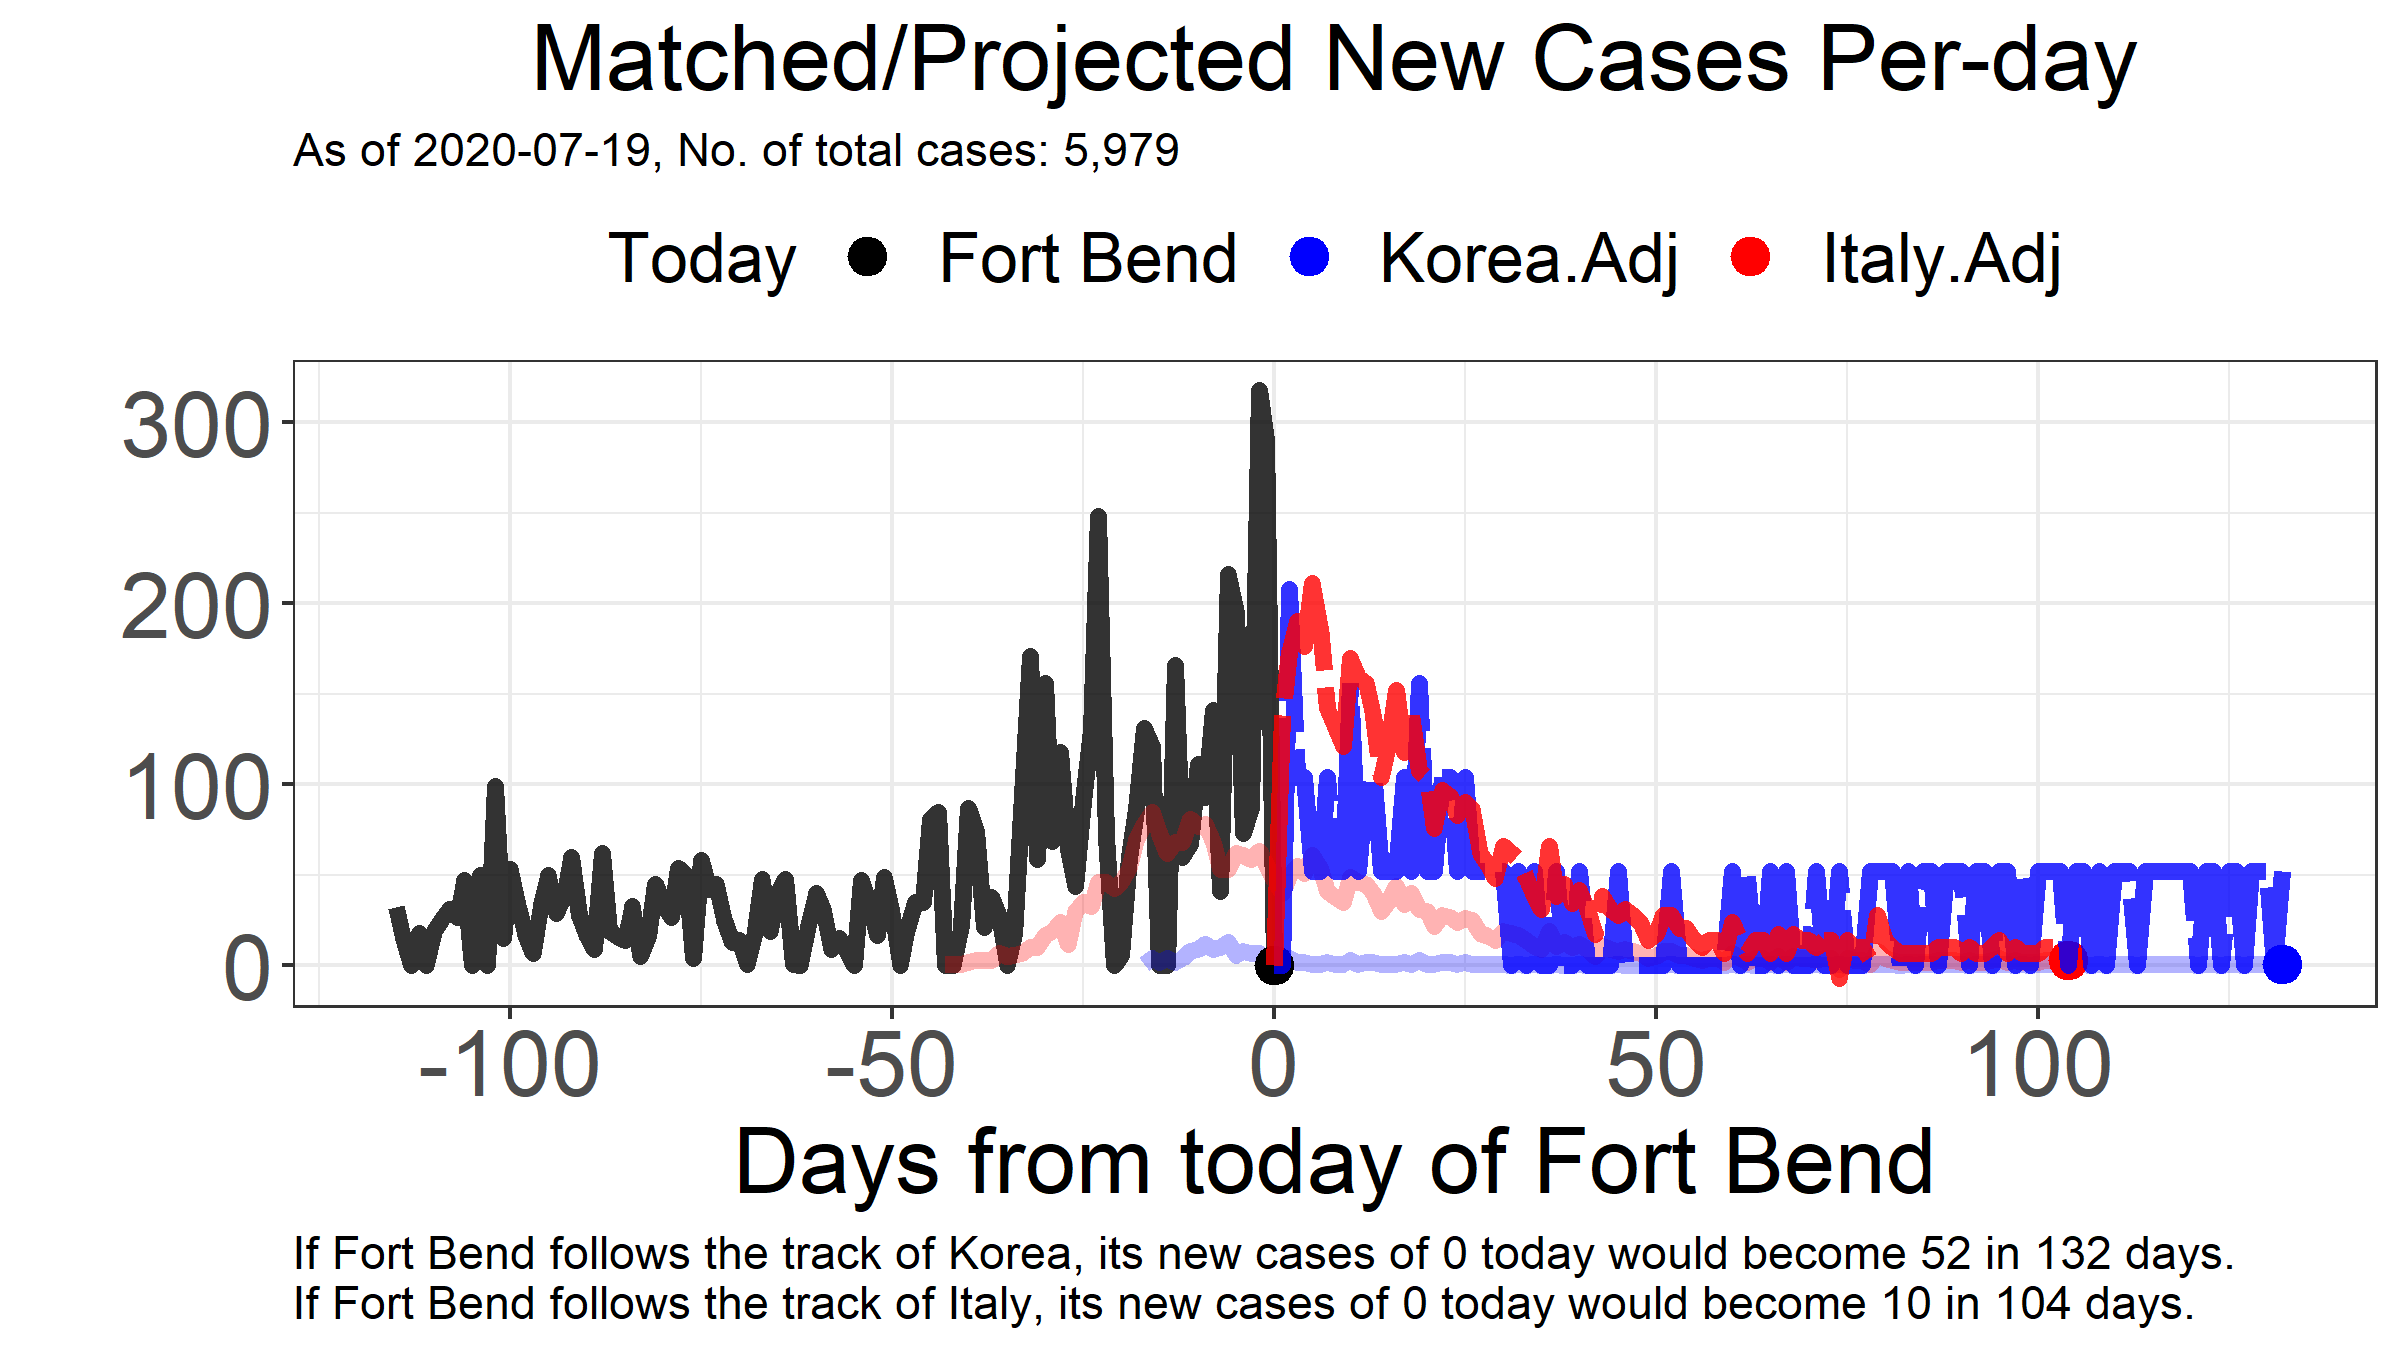 Matched/Projected New Cases Per-day
As of 2020-07-19, No. of total cases: 5,979
Today Fort Bend Korea.Adj Italy.Adj
300
200
100
0
-100 -50 0 50 100
Days from today of Fort Bend
If Fort Bend follows the track of Korea, its new cases of 0 today would become 52 in 132 days.
If Fort Bend follows the track of Italy, its new cases of 0 today would become 10 in 104 days.